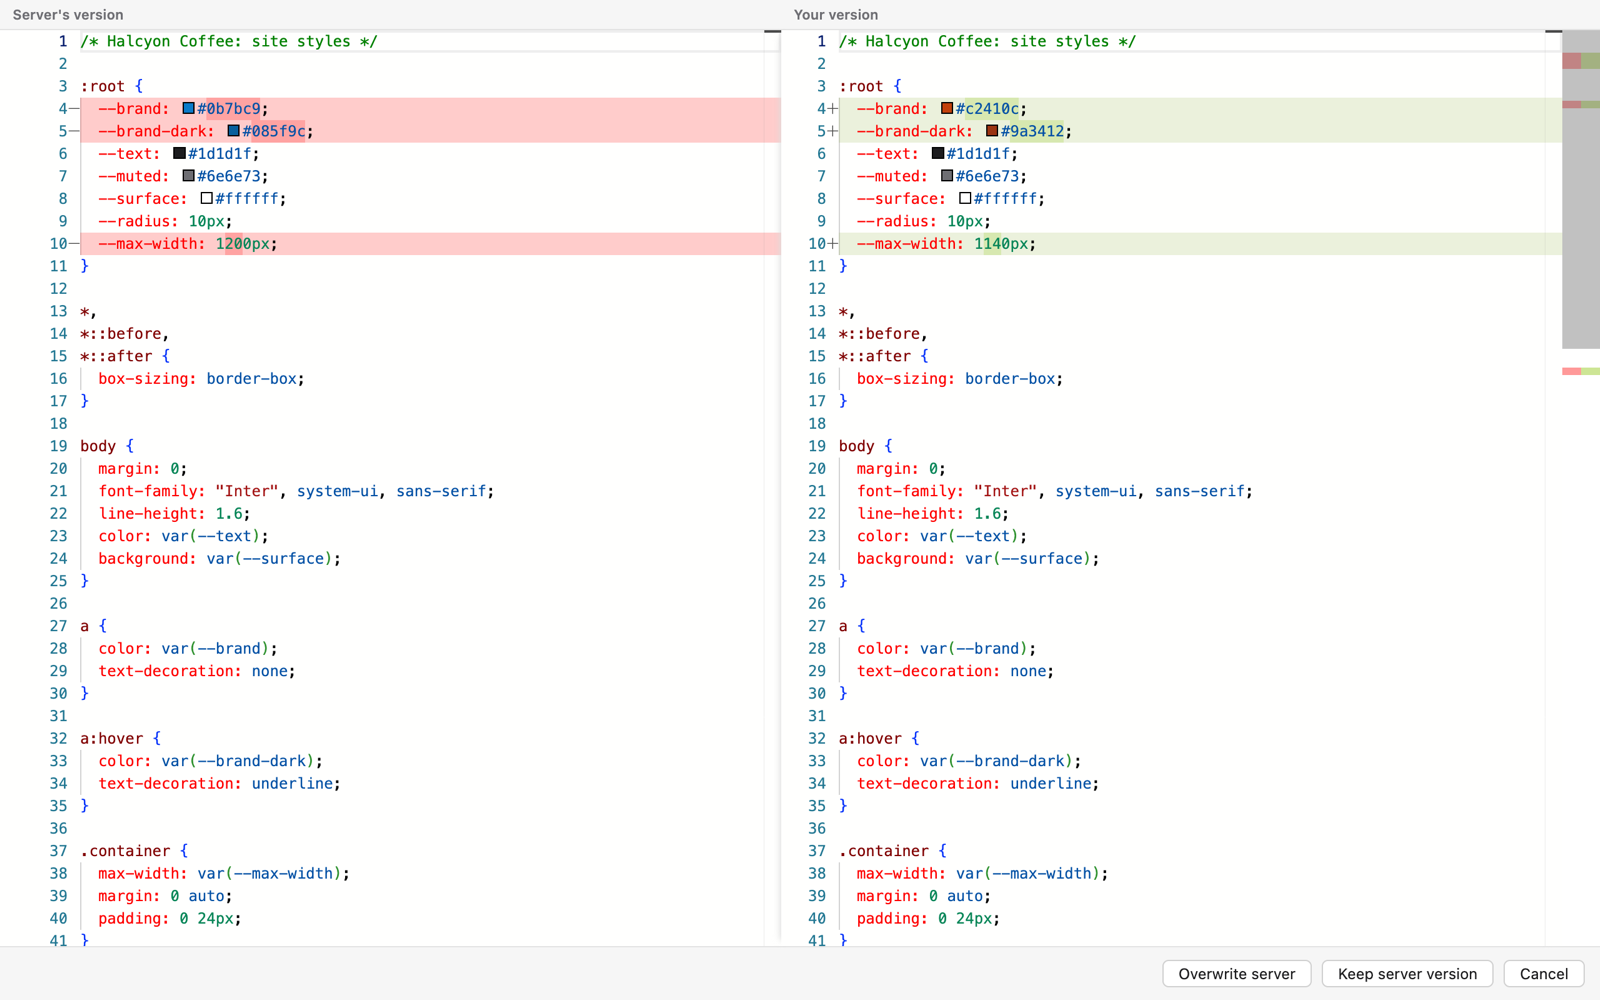 Server's version
1 /* Halcyon Coffee: site styles */
2
3 :root {
4− --brand: #0b7bc9;
5− --brand-dark: #085f9c;
6 --text: #1d1d1f;
7 --muted: #6e6e73;
8 --surface: #ffffff;
9 --radius: 10px;
10− --max-width: 1200px;
11 }
12
13 *,
14 *::before,
15 *::after {
16 box-sizing: border-box;
17 }
18
19 body {
20 margin: 0;
21 font-family: "Inter", system-ui, sans-serif;
22 line-height: 1.6;
23 color: var(--text);
24 background: var(--surface);
25 }
26
27 a {
28 color: var(--brand);
29 text-decoration: none;
30 }
31
32 a:hover {
33 color: var(--brand-dark);
34 text-decoration: underline;
35 }
36
37 .container {
38 max-width: var(--max-width);
39 margin: 0 auto;
40 padding: 0 24px;
41 }
Your version
1 /* Halcyon Coffee: site styles */
2
3 :root {
4+ --brand: #c2410c;
5+ --brand-dark: #9a3412;
6 --text: #1d1d1f;
7 --muted: #6e6e73;
8 --surface: #ffffff;
9 --radius: 10px;
10+ --max-width: 1140px;
11 }
12
13 *,
14 *::before,
15 *::after {
16 box-sizing: border-box;
17 }
18
19 body {
20 margin: 0;
21 font-family: "Inter", system-ui, sans-serif;
22 line-height: 1.6;
23 color: var(--text);
24 background: var(--surface);
25 }
26
27 a {
28 color: var(--brand);
29 text-decoration: none;
30 }
31
32 a:hover {
33 color: var(--brand-dark);
34 text-decoration: underline;
35 }
36
37 .container {
38 max-width: var(--max-width);
39 margin: 0 auto;
40 padding: 0 24px;
41 }
Overwrite server
Keep server version
Cancel